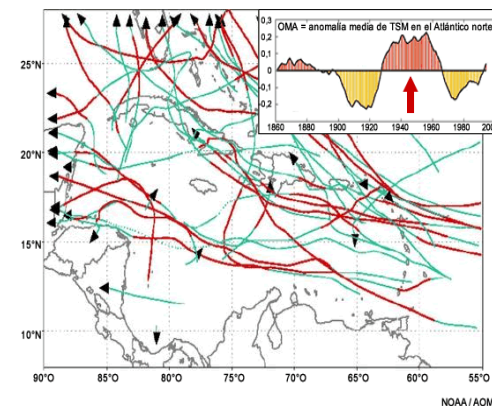 OMA = anomalía media de TSM en el Atlántico norte
0,3
0,2
0,1
0
0,1
0,2
1860 1880 1900 1920 1940 1960 1980 200
25°N
20°N
15°N
10°N
90°O 85°O 80°O 75°O 70°O 65°O 60°O 55°O
NOAA / AOM